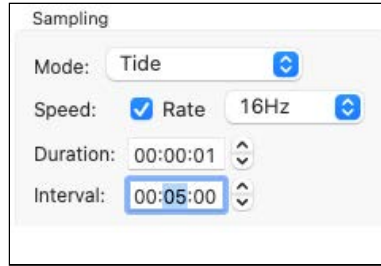 Sampling
Mode: Tide
Speed: Rate 16Hz
Duration: 00:00:01
Interval: 00:05:00